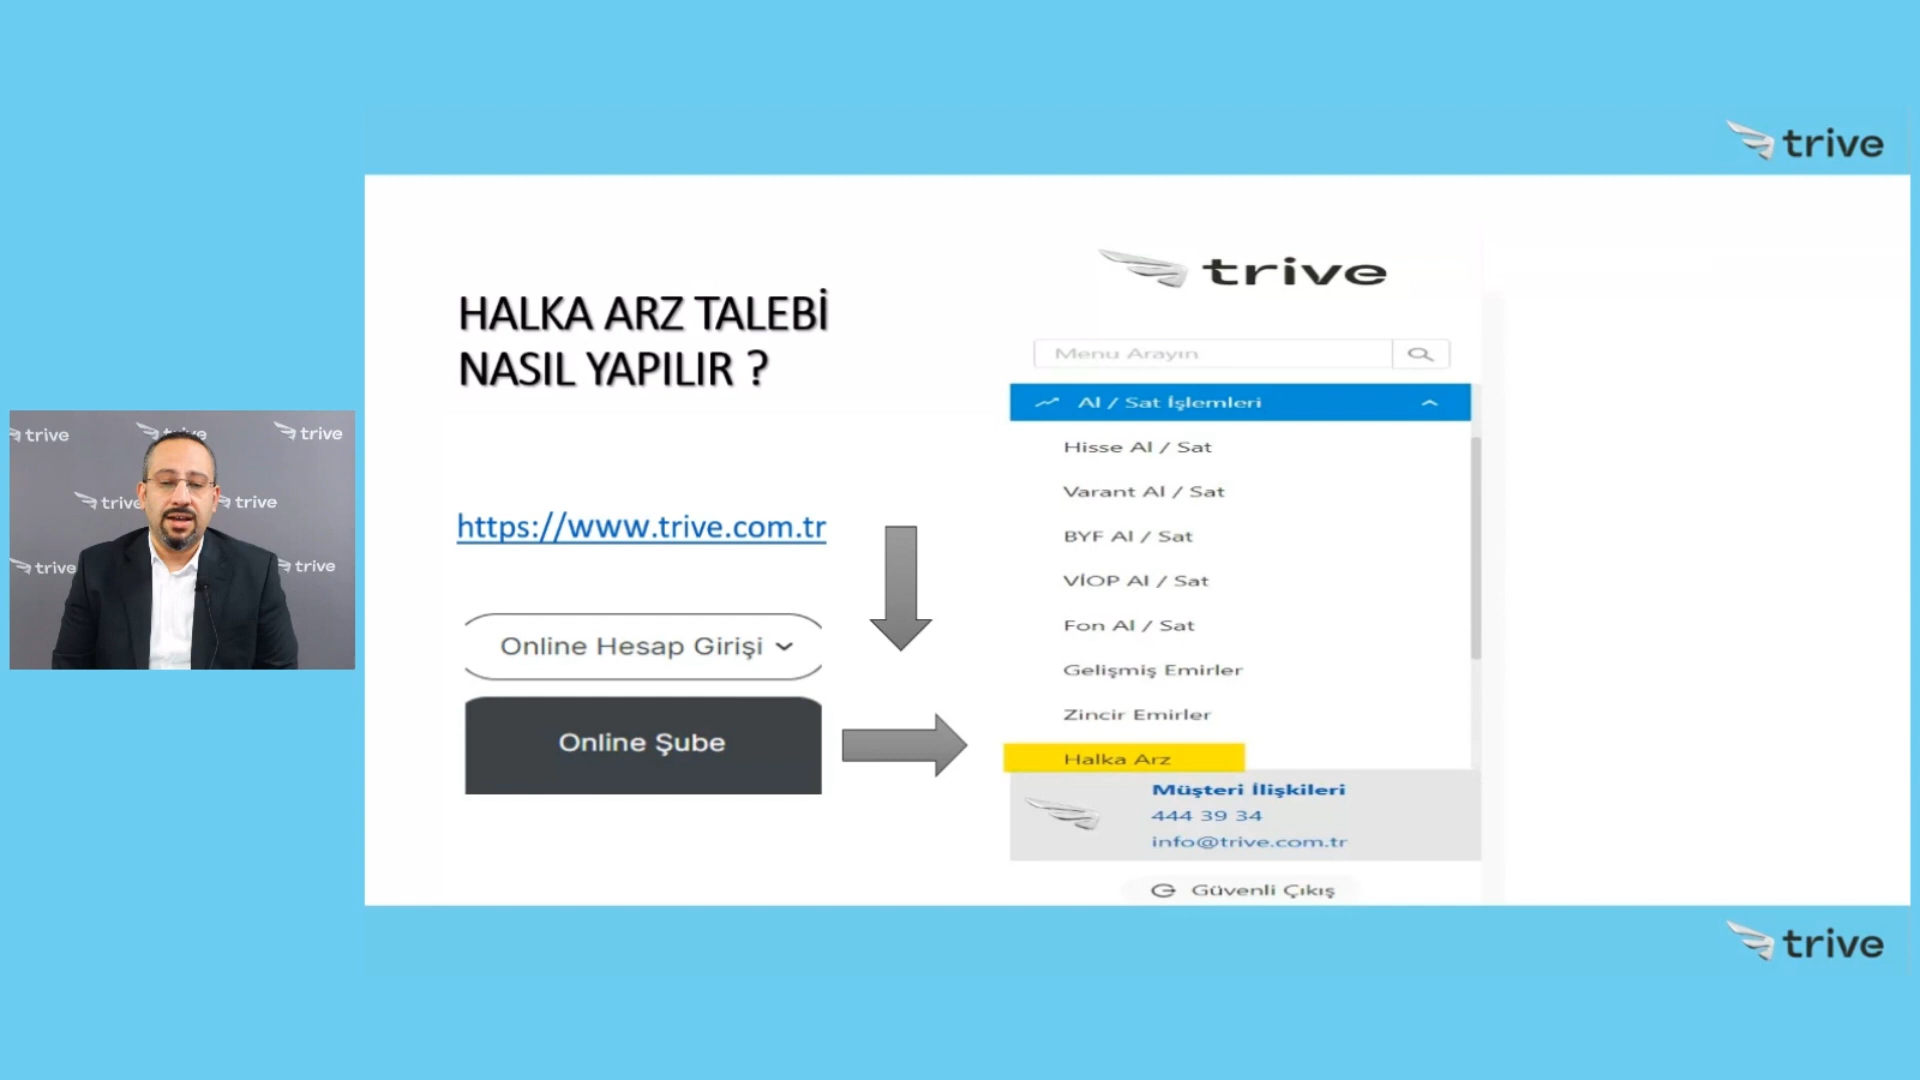 trive
HALKA ARZ TALEBİ
NASIL YAPILIR ?
https://www.trive.com.tr
Online Hesap Girişi
Online Şube
trive
Menu Arayın
Al / Sat İşlemleri
Hisse Al / Sat
Varant Al / Sat
BYF Al / Sat
VİOP Al / Sat
Fon Al / Sat
Gelişmiş Emirler
Zincir Emirler
Halka Arz
Müşteri İlişkileri
444 39 34
info@trive.com.tr
Güvenli Çıkış
trive
trive
trive
trive
trive
trive
trive
trive